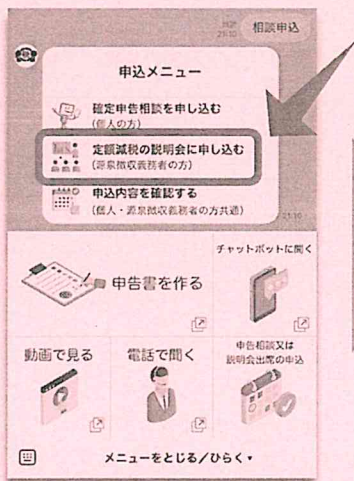 相談申込
21:10
申込メニュー
確定申告相談を申し込む
(個人の方)
定額減税の説明会に申し込む
(源泉徴収義務者の方)
申込内容を確認する
(個人・源泉徴収義務者の方共通)
21:10
チャットボットに聞く
申告書を作る
動画で見る
電話で聞く
申告相談又は
説明会出席の申込
メニューをとじる/ひらく▾